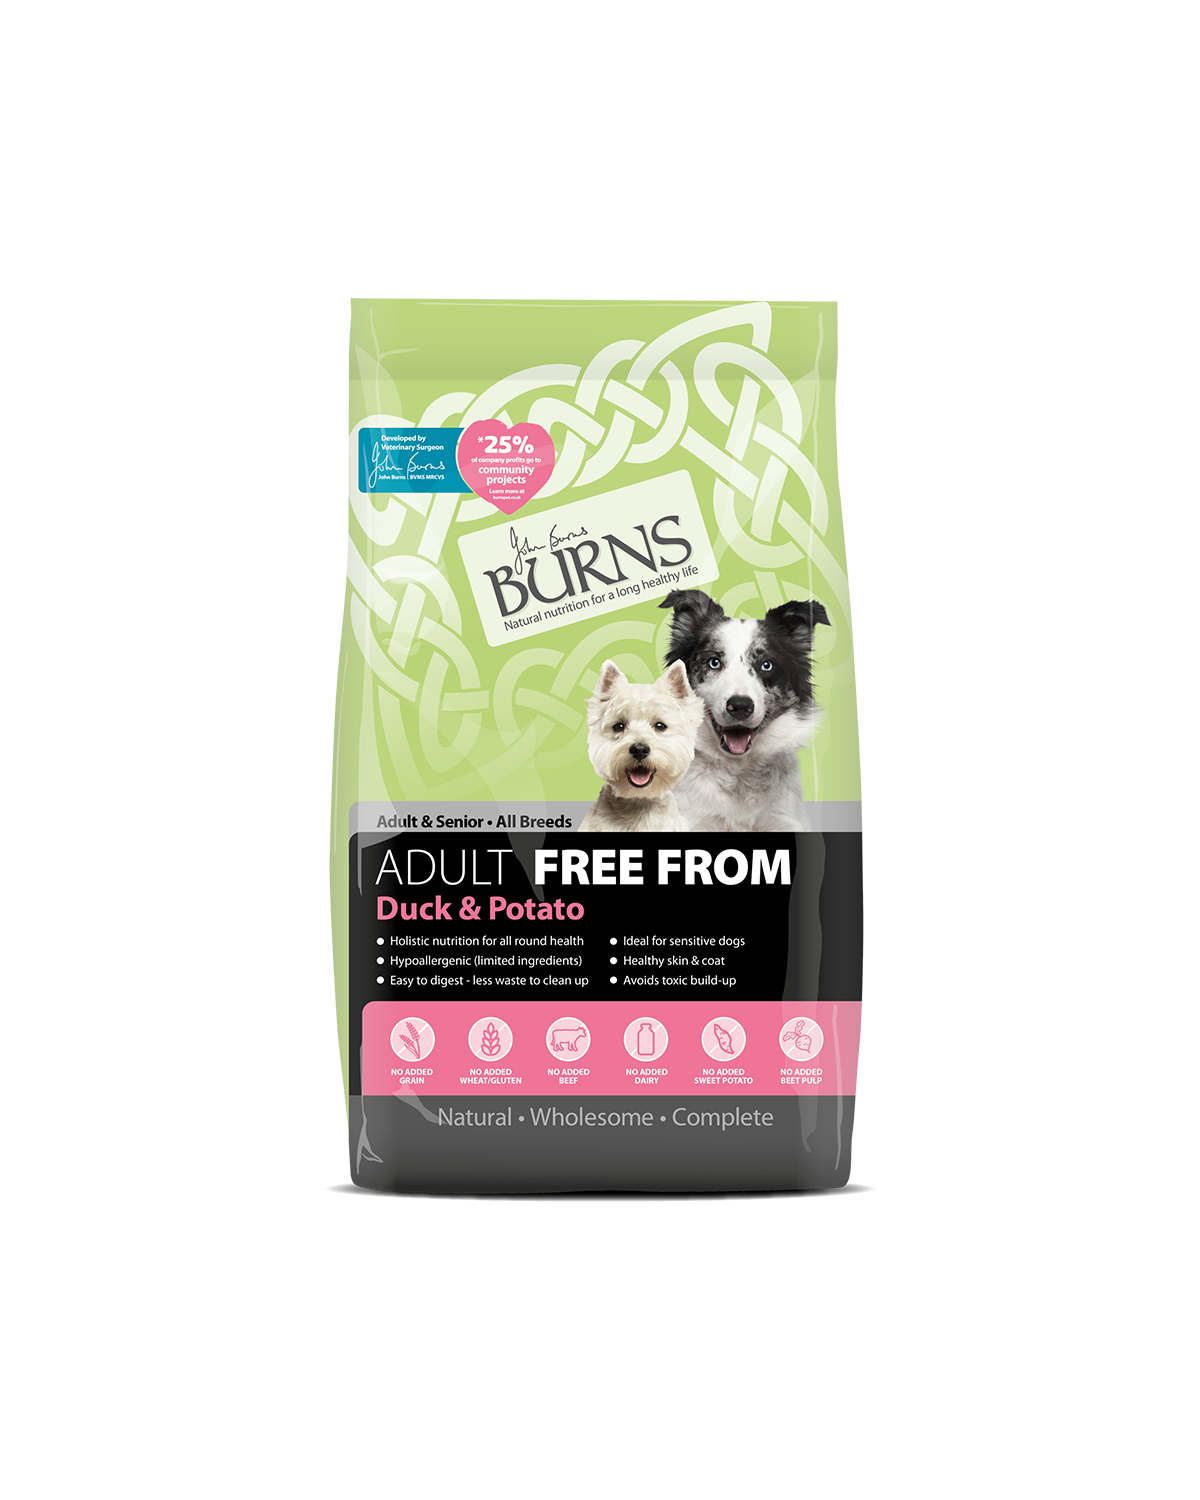 Developed by
Veterinary Surgeon
John Burns
John Burns | BVMS MRCVS
*25%
of company profits go to
community
projects
Learn more at
burnspet.co.uk
John Burns
BURNS
Natural nutrition for a long healthy life
Adult & Senior • All Breeds
ADULT FREE FROM
Duck & Potato
● Holistic nutrition for all round health
● Hypoallergenic (limited ingredients)
● Easy to digest - less waste to clean up
● Ideal for sensitive dogs
● Healthy skin & coat
● Avoids toxic build-up
NO ADDED
GRAIN
NO ADDED
WHEAT/GLUTEN
NO ADDED
BEEF
NO ADDED
DAIRY
NO ADDED
SWEET POTATO
NO ADDED
BEET PULP
Natural • Wholesome • Complete